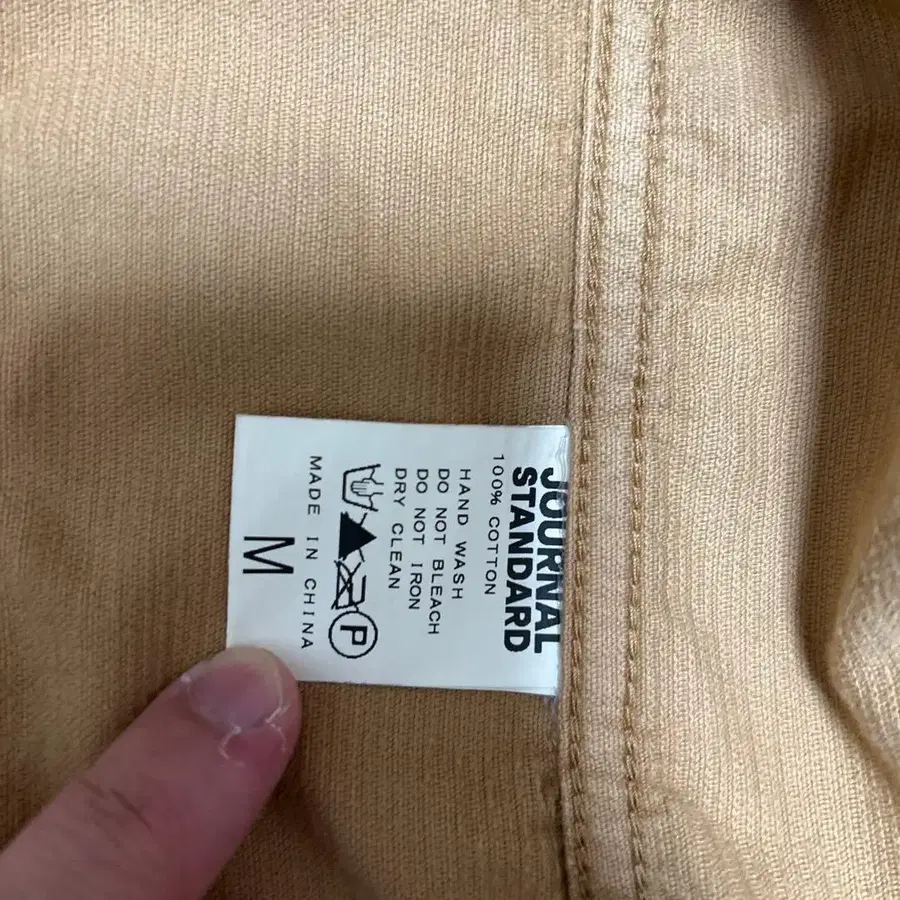 JOURNAL
STANDARD
100% COTTON
HAND WASH
DO NOT BLEACH
DO NOT IRON
DRY CLEAN
P
MADE IN CHINA
M